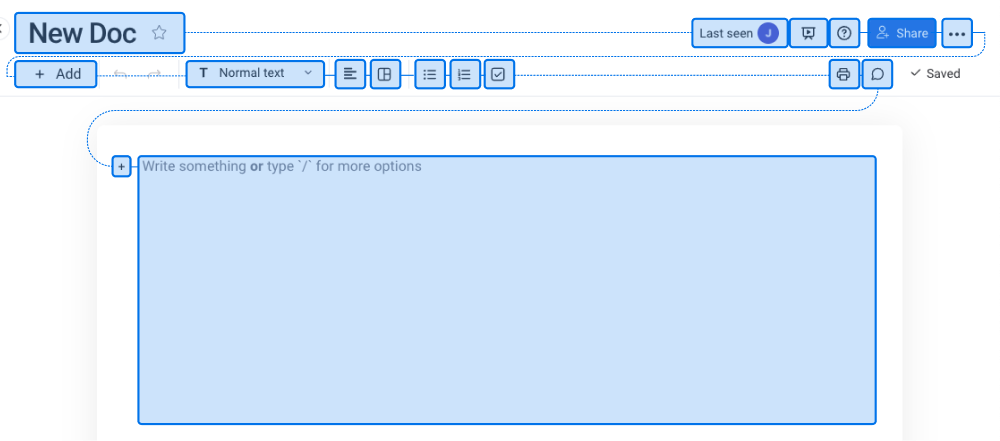 New Doc
Last seen J
Share
+ Add
T Normal text
Saved
Write something or type `/` for more options